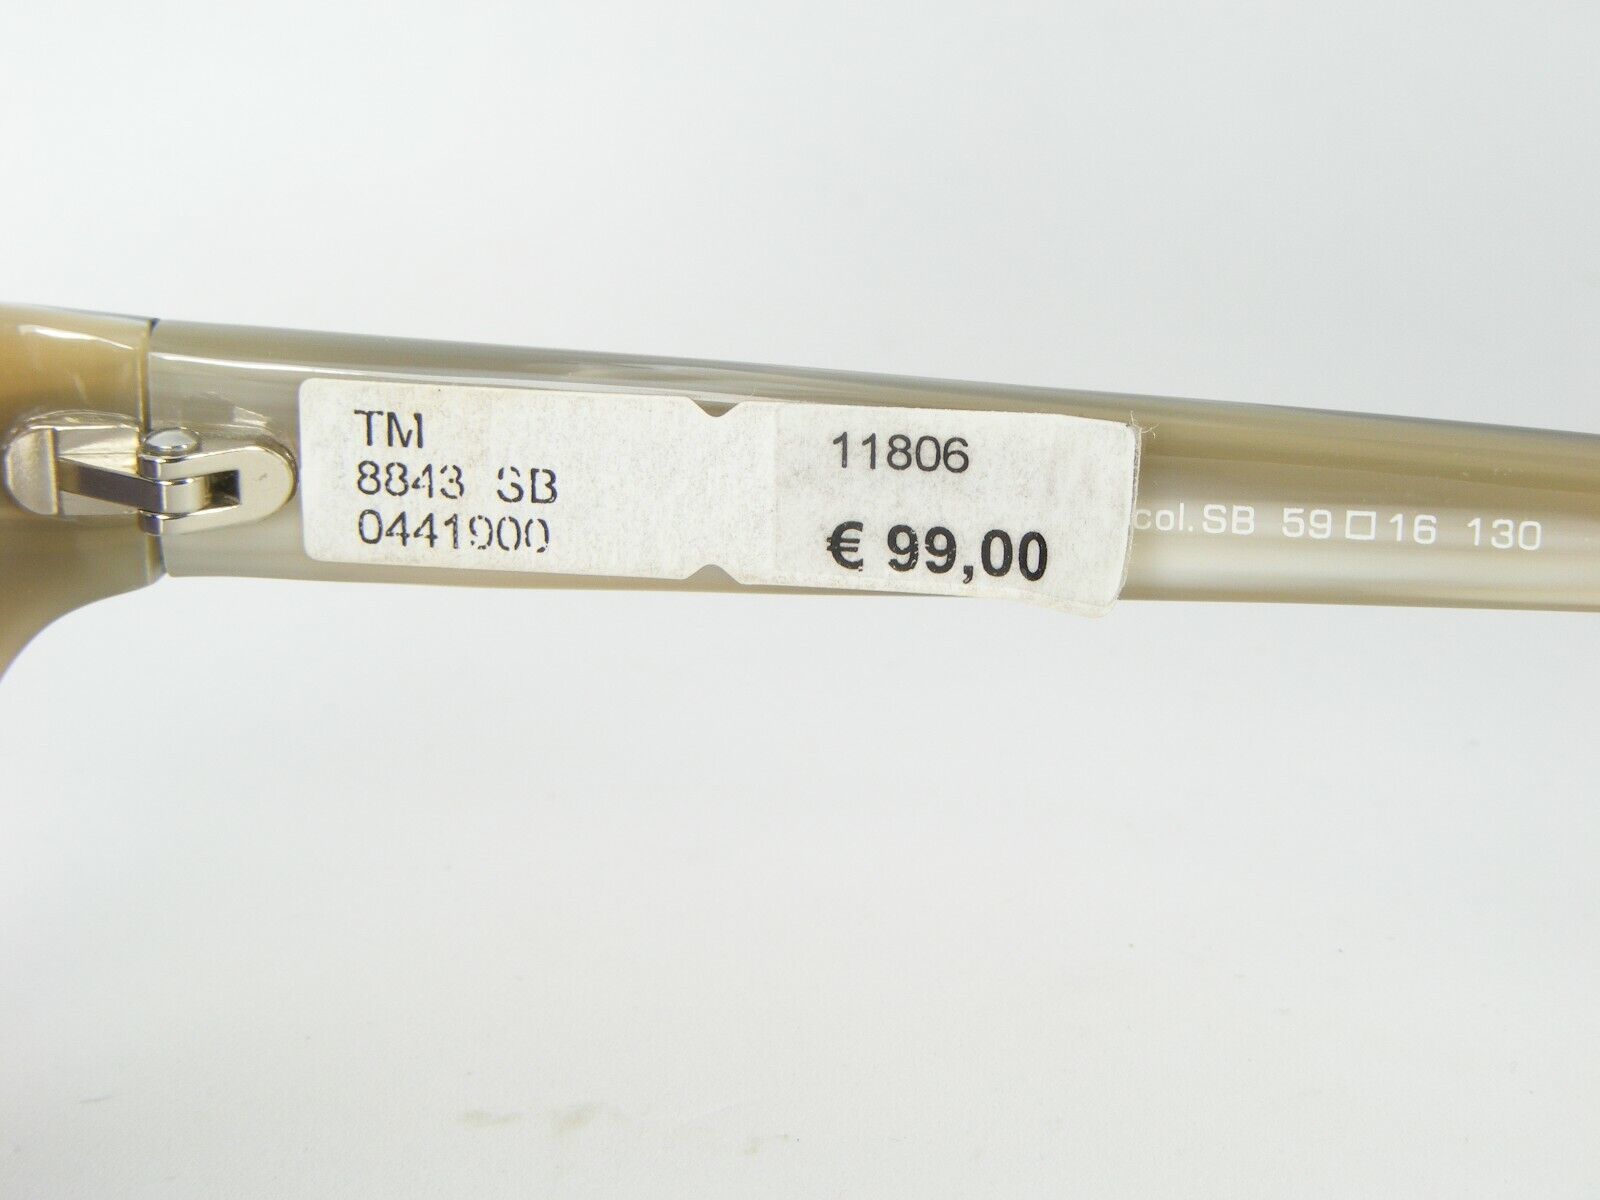 TM
8843 SB
0441900
11806
€ 99,00
col.SB 59□16 130